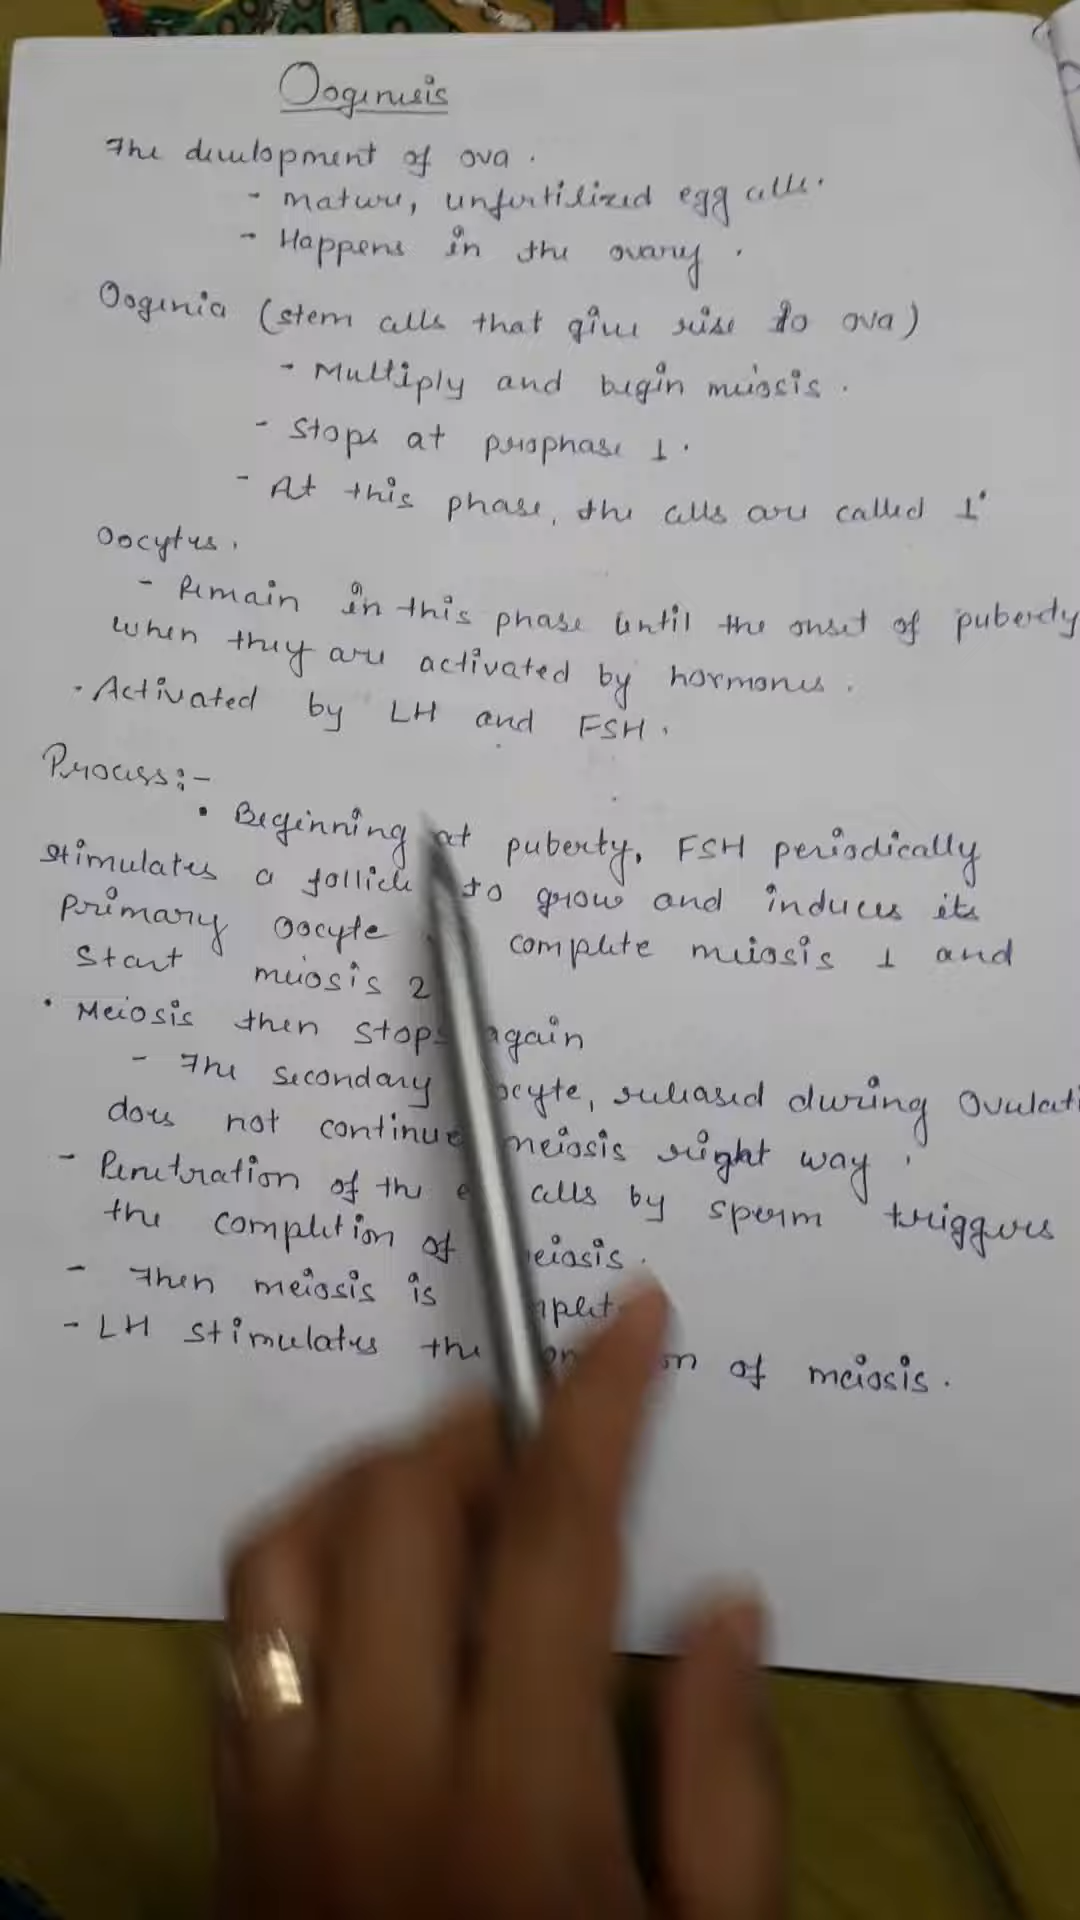 Oogenesis
The development of ova.
- mature, unfertilized egg cells.
- Happens in the ovary.
Oogenia (stem cells that give rise to ova)
- Multiply and begin meiosis.
- Stops at prophase 1.
- At this phase, the cells are called 1°
Oocytes.
- Remain in this phase until the onset of puberty
when they are activated by hormones.
· Activated by LH and FSH.
Process:-
• Beginning at puberty, FSH periodically
stimulates a follicle to grow and induces its
primary oocyte complete meiosis 1 and
start meiosis 2
• Meiosis then stops again
- The secondary released during
does not continue meiosis right way.
- Penetration of the cells by sperm triggers
the completion of meiosis.
- Then meiosis is
- LH stimulates the of meiosis.